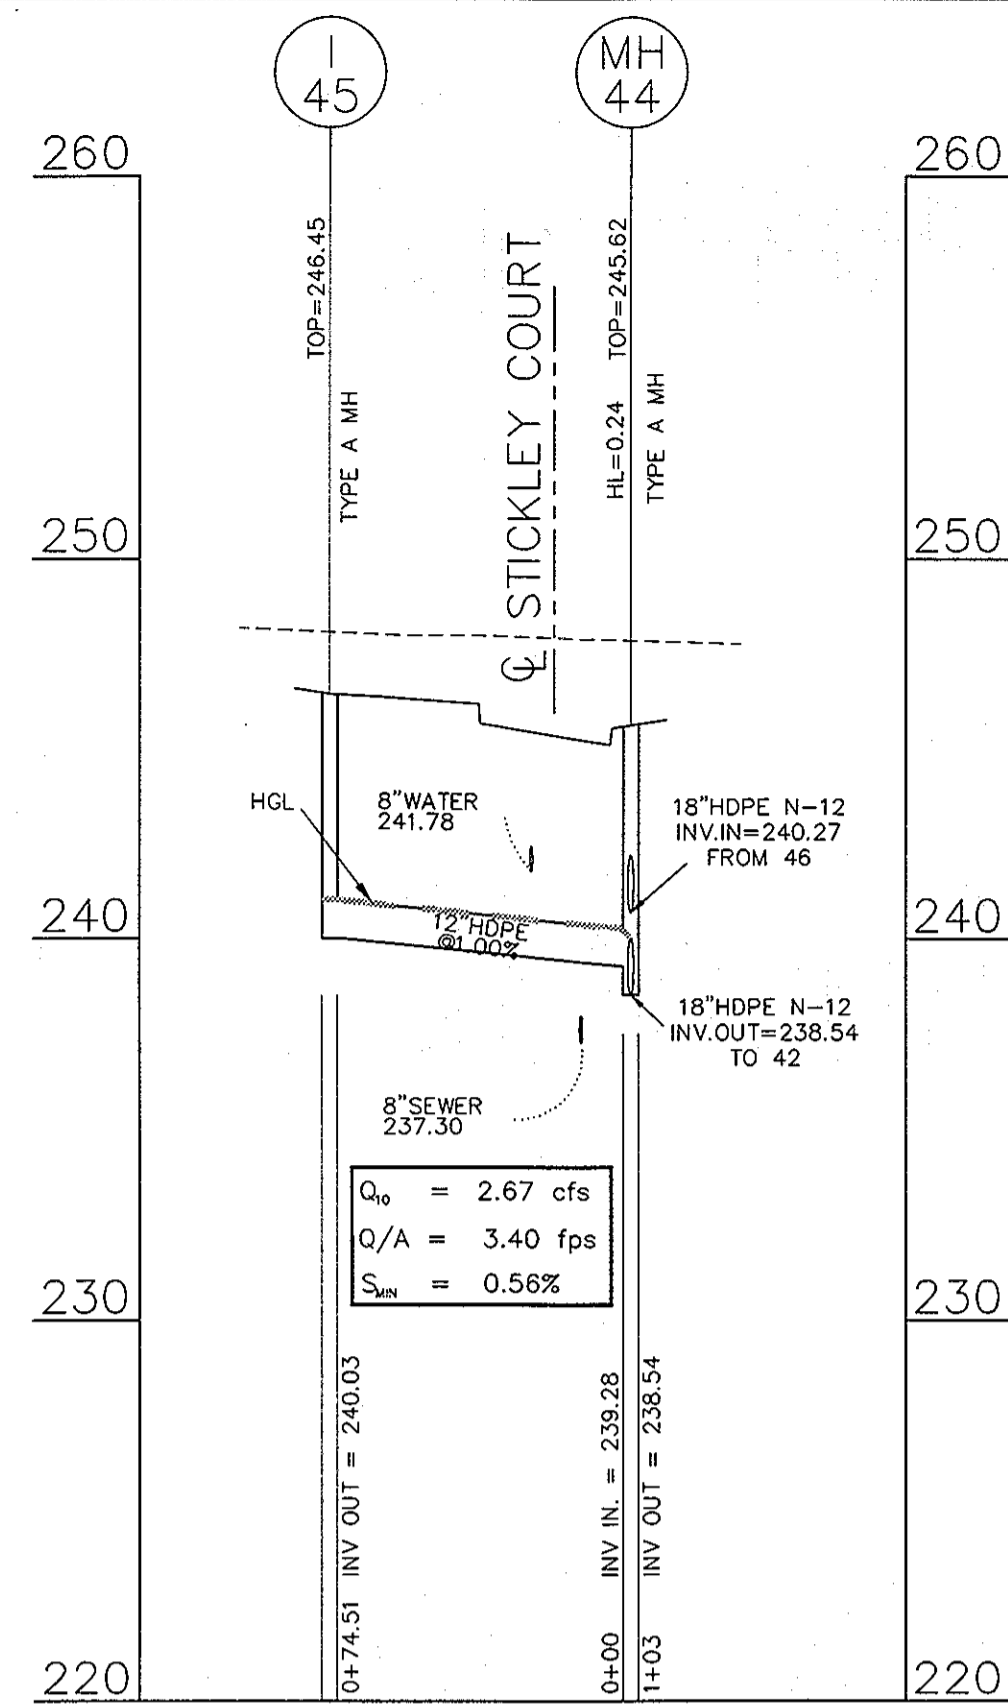 I
45
MH
44
260
260
TOP=246.45
TYPE A MH
℄ STICKLEY COURT
HL=0.24 TOP=245.62
TYPE A MH
250
250
HGL
8"WATER
241.78
18"HDPE N-12
INV.IN=240.27
FROM 46
240
240
12"HDPE
@1.00%
18"HDPE N-12
INV.OUT=238.54
TO 42
8"SEWER
237.30
Q10 = 2.67 cfs
Q/A = 3.40 fps
SMIN = 0.56%
230
230
0+74.51 INV OUT = 240.03
0+00 INV IN. = 239.28
1+03 INV OUT = 238.54
220
220